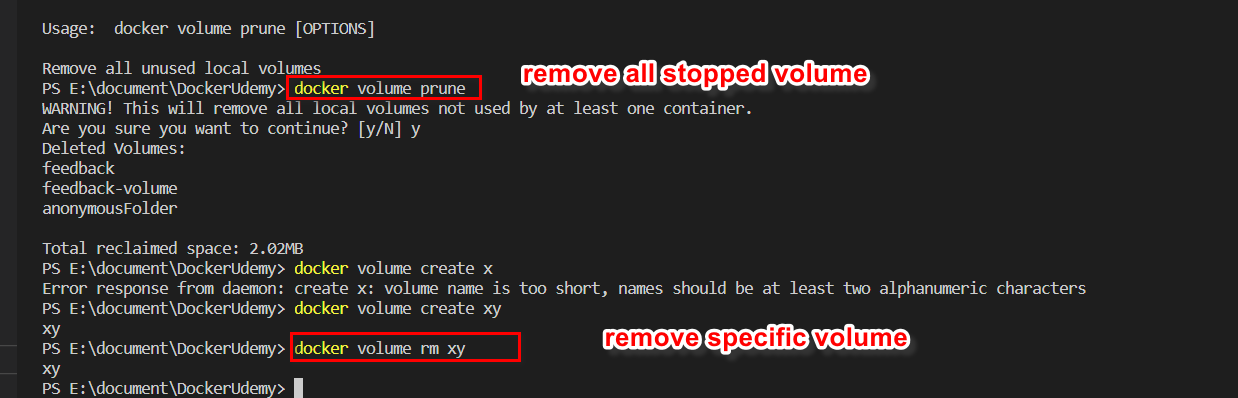 Usage:  docker volume prune [OPTIONS]
Remove all unused local volumes
remove all stopped volume
PS E:\document\DockerUdemy> docker volume prune
WARNING! This will remove all local volumes not used by at least one container.
Are you sure you want to continue? [y/N] y
Deleted Volumes:
feedback
feedback-volume
anonymousFolder
Total reclaimed space: 2.02MB
PS E:\document\DockerUdemy> docker volume create x
Error response from daemon: create x: volume name is too short, names should be at least two alphanumeric characters
PS E:\document\DockerUdemy> docker volume create xy
xy
remove specific volume
PS E:\document\DockerUdemy> docker volume rm xy
xy
PS E:\document\DockerUdemy>